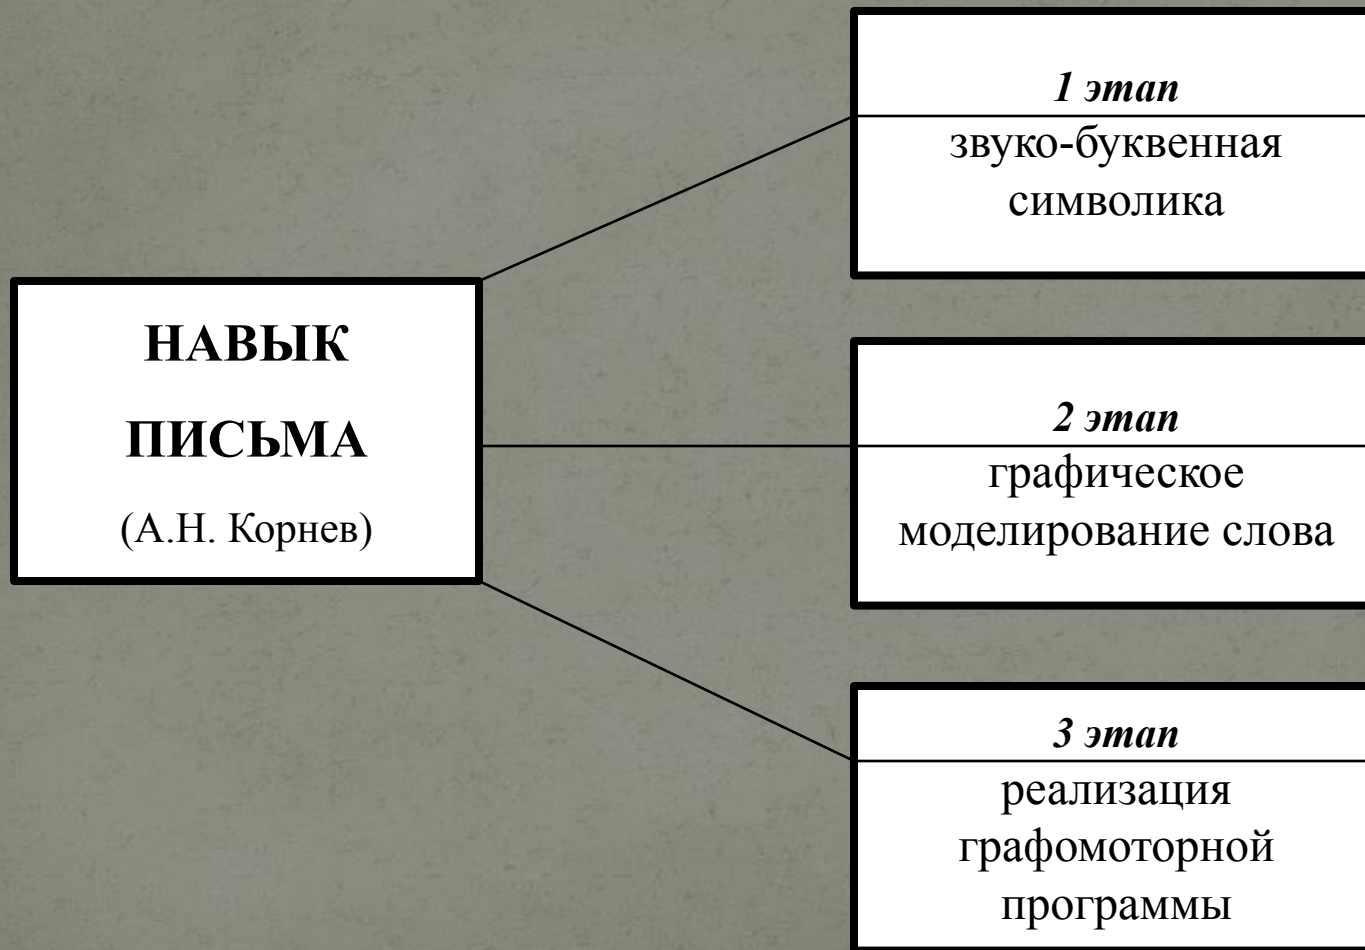 НАВЫК
ПИСЬМА
(А.Н. Корнев)
1 этап
звуко-буквенная
символика
2 этап
графическое
моделирование слова
3 этап
реализация
графомоторной
программы